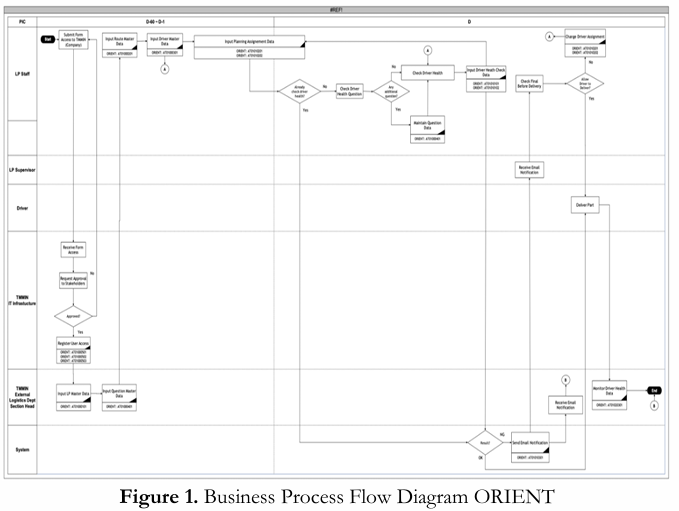 #REF!
PIC
D-60 ~ D-1
D
LP Staff
LP Supervisor
Driver
TMMIN
IT Infrastucture
TMMIN
External
Logistics Dept
Section Head
System
Start
Submit Form
Access to TMMIN
(Company)
Input Route Master
Data
Input Driver Master
Data
A
Input Planning Assignment Data
Already
check driver
health?
No
Yes
Check Driver
Health Question
Any
additional
question?
No
Yes
Maintain Question
Data
A
Check Driver Health
Input Driver Health Check
Data
Check Final
Before Delivery
A
Change Driver Assignment
No
Allow
Driver to
Deliver?
Yes
Receive Email
Notification
Deliver Part
Receive Form
Access
Request Approval
to Stakeholders
No
Approved?
Yes
Register User Access
Input LP Master Data
Input Question Master
Data
B
Receive Email
Notification
Monitor Driver Health
Data
End
B
Result?
NG
OK
Send Email Notification
Figure 1. Business Process Flow Diagram ORIENT